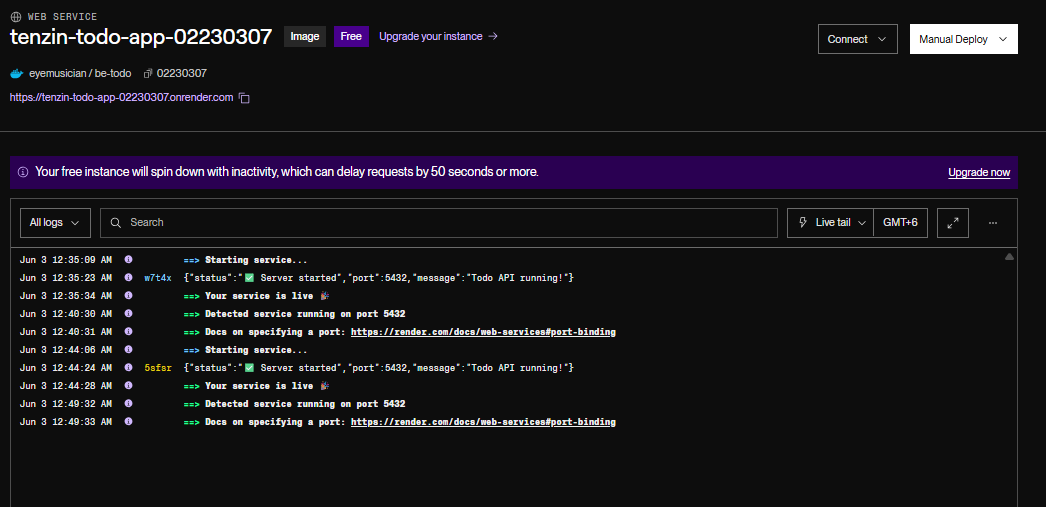 WEB SERVICE
tenzin-todo-app-02230307 Image Free Upgrade your instance →
Connect Manual Deploy
eyemusician / be-todo 02230307
https://tenzin-todo-app-02230307.onrender.com
Your free instance will spin down with inactivity, which can delay requests by 50 seconds or more. Upgrade now
All logs Search Live tail GMT+6 ...
Jun 3 12:35:09 AM ==> Starting service...
Jun 3 12:35:23 AM w7t4x {"status":"✅ Server started","port":5432,"message":"Todo API running!"}
Jun 3 12:35:34 AM ==> Your service is live 🎉
Jun 3 12:40:30 AM ==> Detected service running on port 5432
Jun 3 12:40:31 AM ==> Docs on specifying a port: https://render.com/docs/web-services#port-binding
Jun 3 12:44:06 AM ==> Starting service...
Jun 3 12:44:24 AM 5sfsr {"status":"✅ Server started","port":5432,"message":"Todo API running!"}
Jun 3 12:44:28 AM ==> Your service is live 🎉
Jun 3 12:49:32 AM ==> Detected service running on port 5432
Jun 3 12:49:33 AM ==> Docs on specifying a port: https://render.com/docs/web-services#port-binding